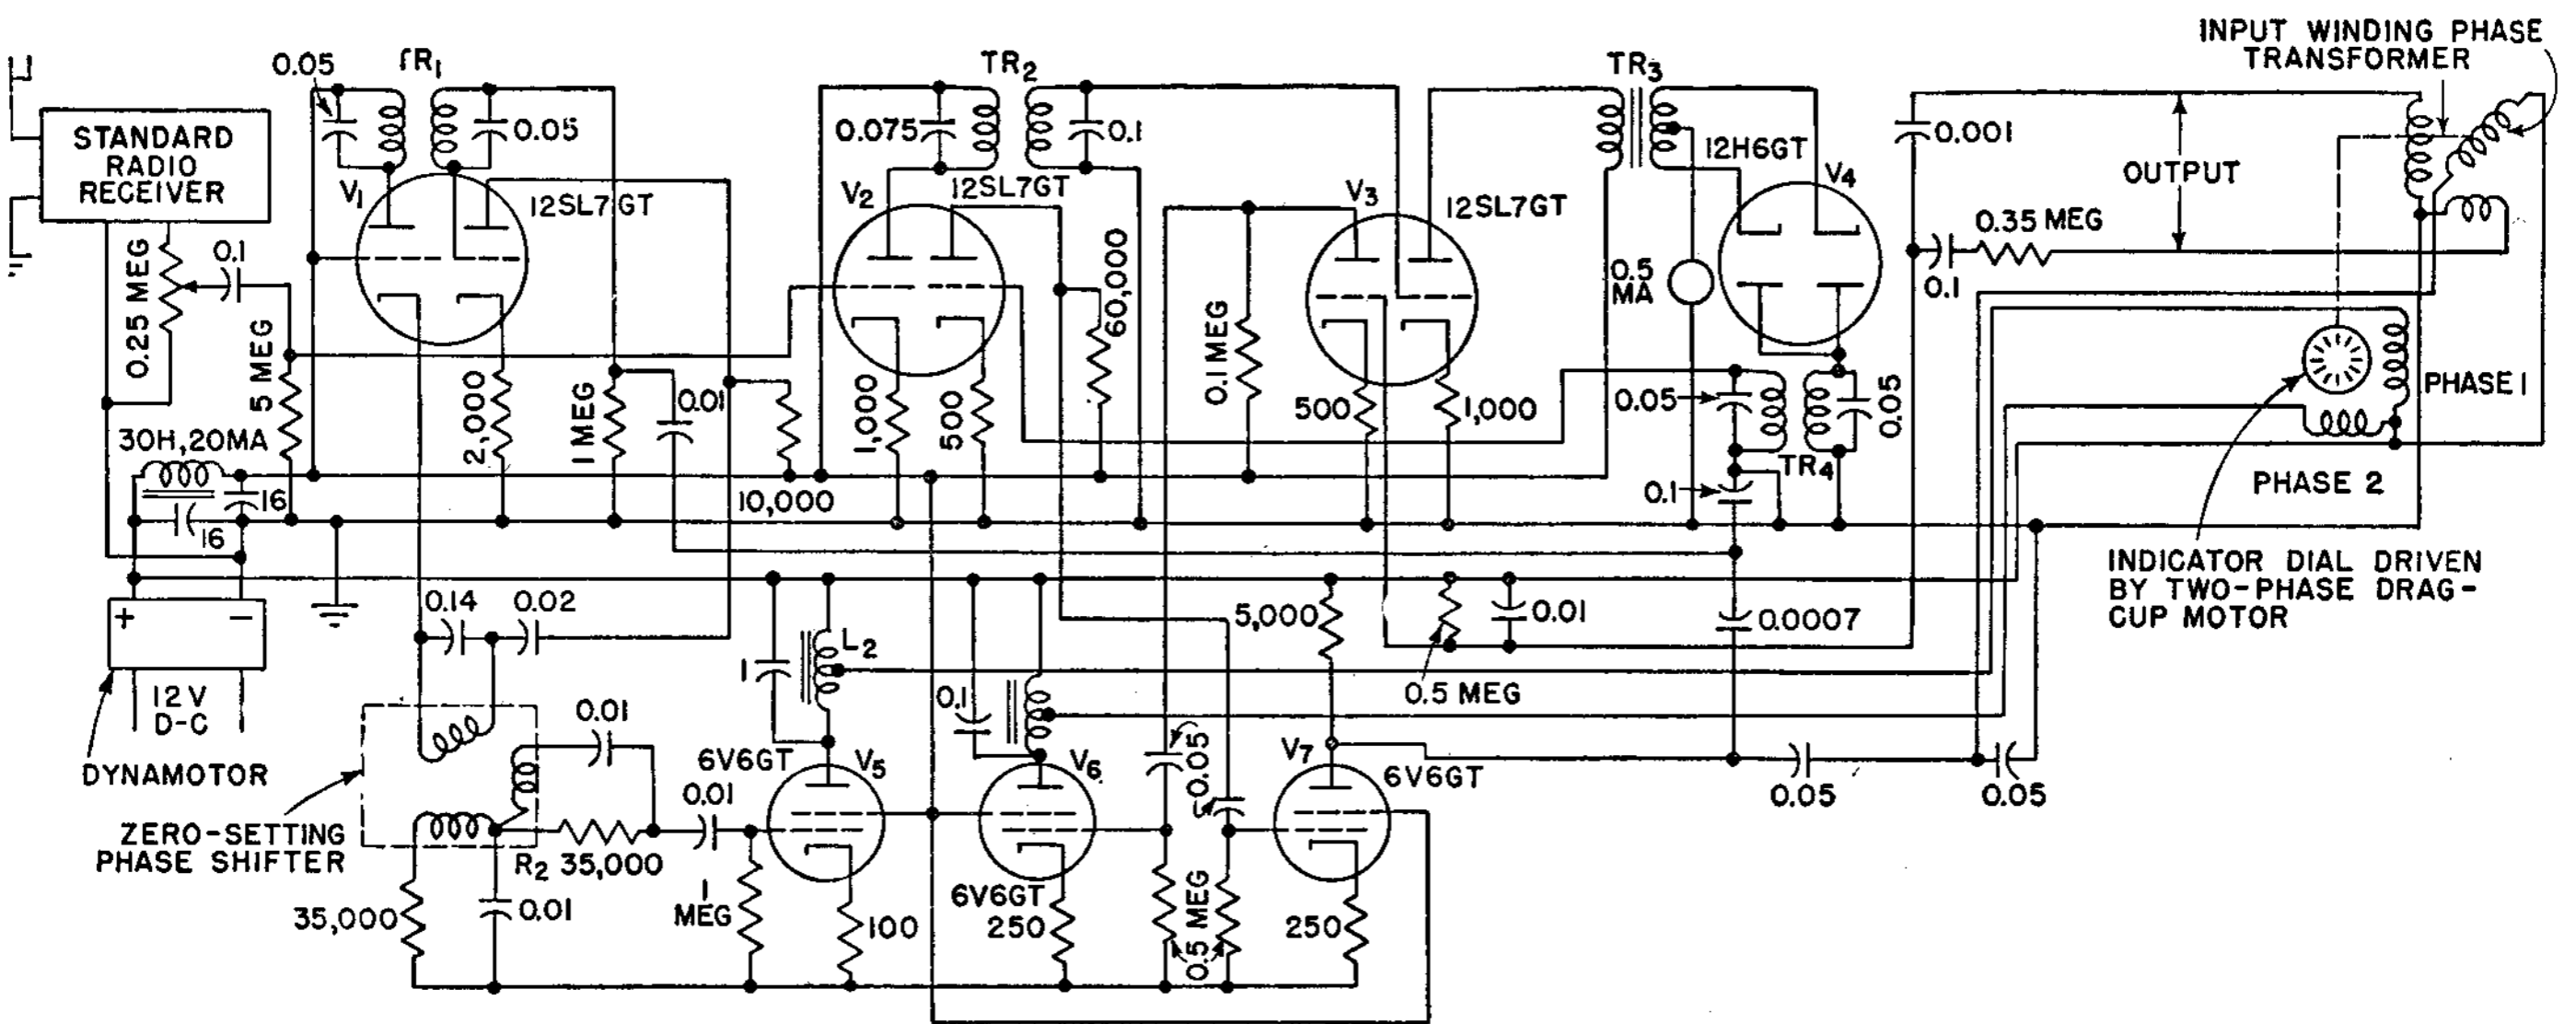 INPUT WINDING PHASE
TRANSFORMER
0.05
TR1
TR2
TR3
STANDARD
RADIO
RECEIVER
0.05
0.075
0.1
12H6GT
0.001
V1
12SL7GT
V2
12SL7GT
V3
12SL7GT
V4
OUTPUT
0.25 MEG
0.1
0.35 MEG
60,000
0.5
MA
0.1
5 MEG
0.1 MEG
2,000
1 MEG
0.01
1,000
500
500
1,000
0.05
0.05
PHASE 1
30H, 20MA
16
16
10,000
0.1
TR4
PHASE 2
+
-
12 V
D-C
0.14
0.02
1
L2
0.1
5,000
0.01
0.0007
0.5 MEG
INDICATOR DIAL DRIVEN
BY TWO-PHASE DRAG-
CUP MOTOR
DYNAMOTOR
0.01
6V6GT
V5
V6
0.05
V7
6V6GT
0.05
0.05
ZERO-SETTING
PHASE SHIFTER
0.01
R2 35,000
35,000
0.01
1
MEG
100
6V6GT
250
0.5 MEG
250